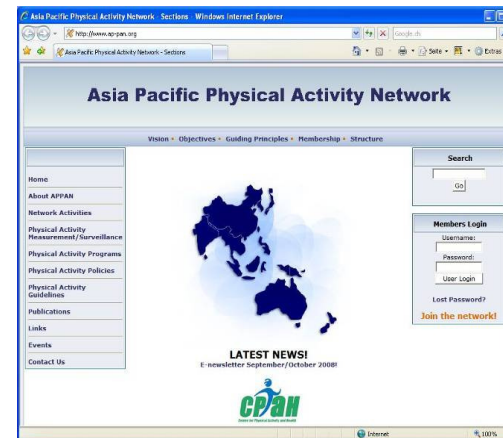 Asia Pacific Physical Activity Network - Sections - Windows Internet Explorer
http://www.ap-pan.org
Google.ch
Asia Pacific Physical Activity Network - Sections
Seite
Extras
Asia Pacific Physical Activity Network
Vision • Objectives • Guiding Principles • Membership • Structure
Home
About APPAN
Network Activities
Physical Activity
Measurement/Surveillance
Physical Activity Programs
Physical Activity Policies
Physical Activity
Guidelines
Publications
Links
Events
Contact Us
LATEST NEWS!
E-newsletter September/October 2008!
CPAH
Search
Go
Members Login
Username:
Password:
User Login
Lost Password?
Join the network!
Internet
100%